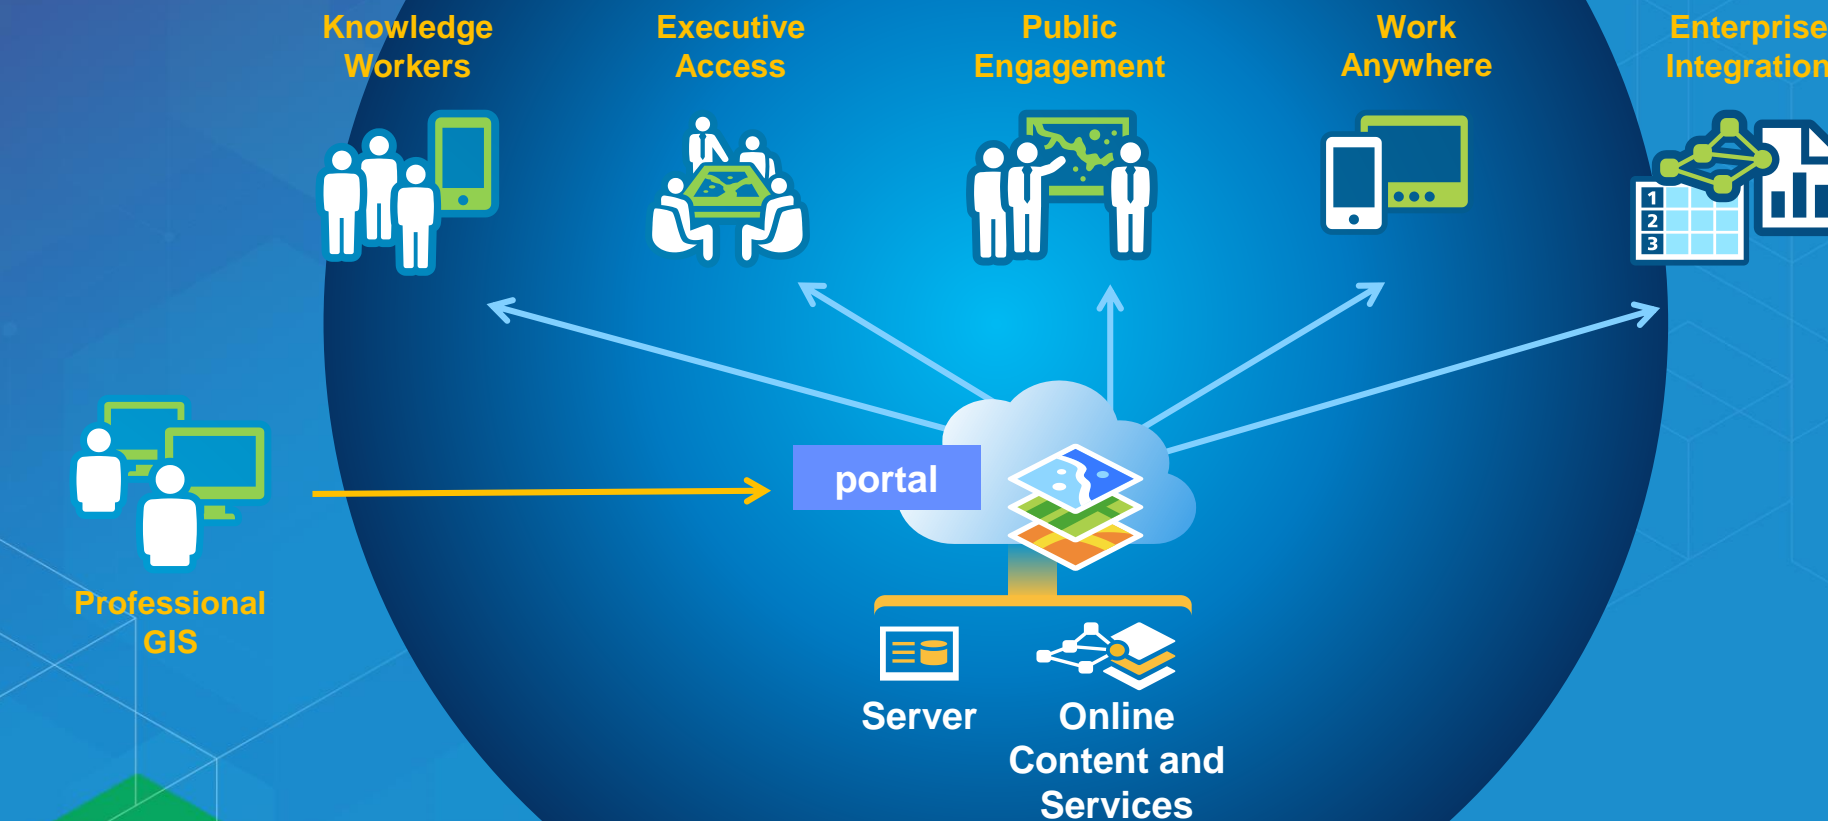 Knowledge
Workers
Executive
Access
Public
Engagement
Work
Anywhere
Enterprise
Integration
portal
Professional
GIS
1
2
3
Server
Online
Content and
Services